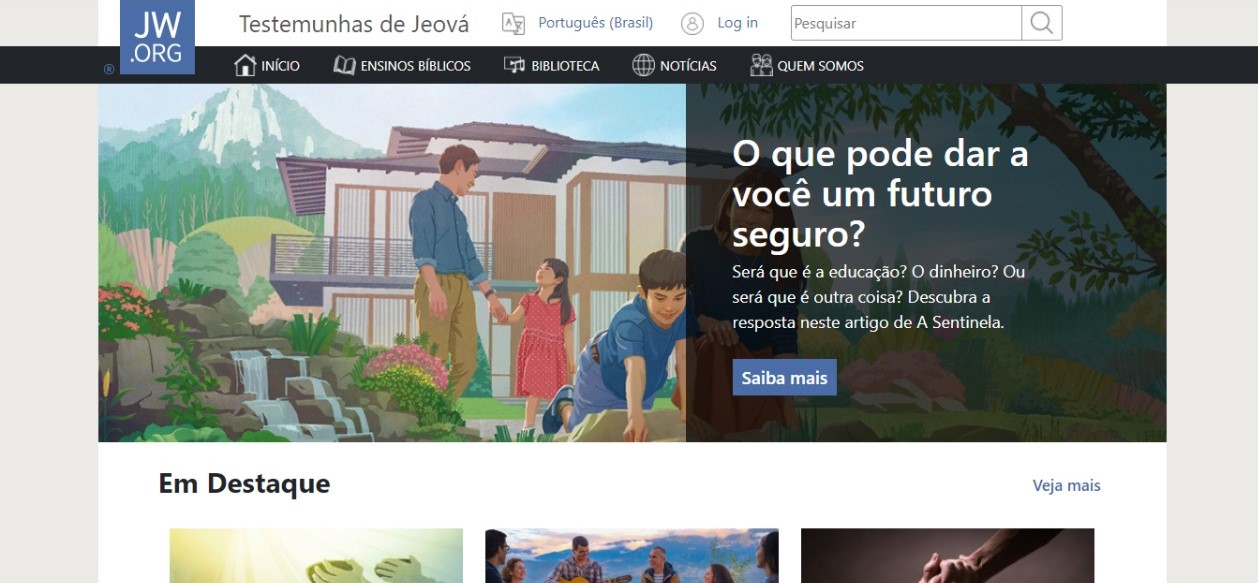 JW
.ORG
®
Testemunhas de Jeová
Português (Brasil)
Log in
Pesquisar
INÍCIO
ENSINOS BÍBLICOS
BIBLIOTECA
NOTÍCIAS
QUEM SOMOS
O que pode dar a
você um futuro
seguro?
Será que é a educação? O dinheiro? Ou
será que é outra coisa? Descubra a
resposta neste artigo de A Sentinela.
Saiba mais
Em Destaque
Veja mais